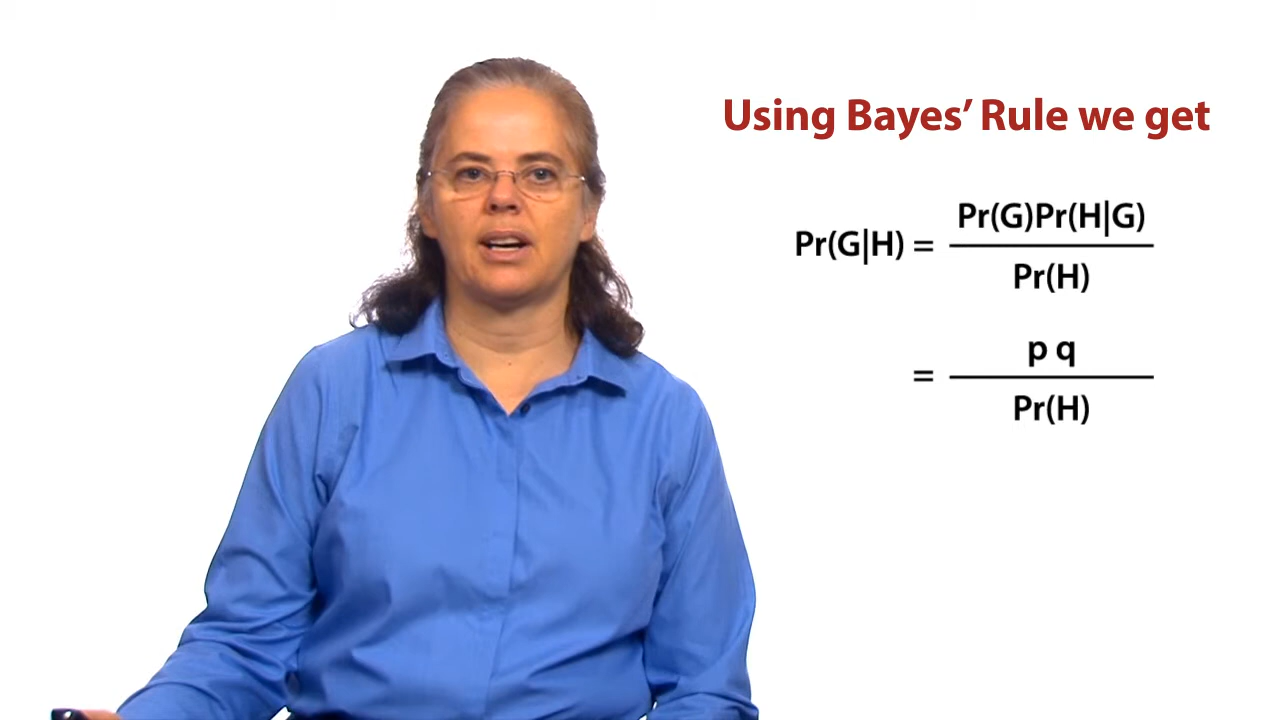 Using Bayes’ Rule we get
Pr(G)Pr(H|G)
Pr(G|H) =
Pr(H)
p q
=
Pr(H)